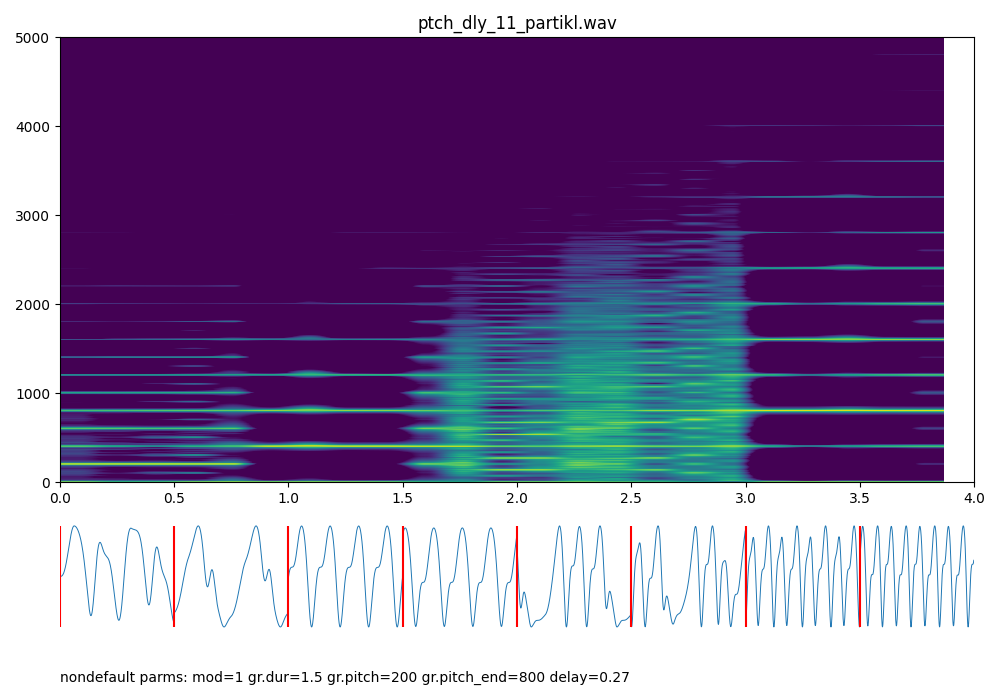 ptch_dly_11_partikl.wav
5000
4000
3000
2000
1000
0
0.0 0.5 1.0 1.5 2.0 2.5 3.0 3.5 4.0
nondefault parms: mod=1 gr.dur=1.5 gr.pitch=200 gr.pitch_end=800 delay=0.27